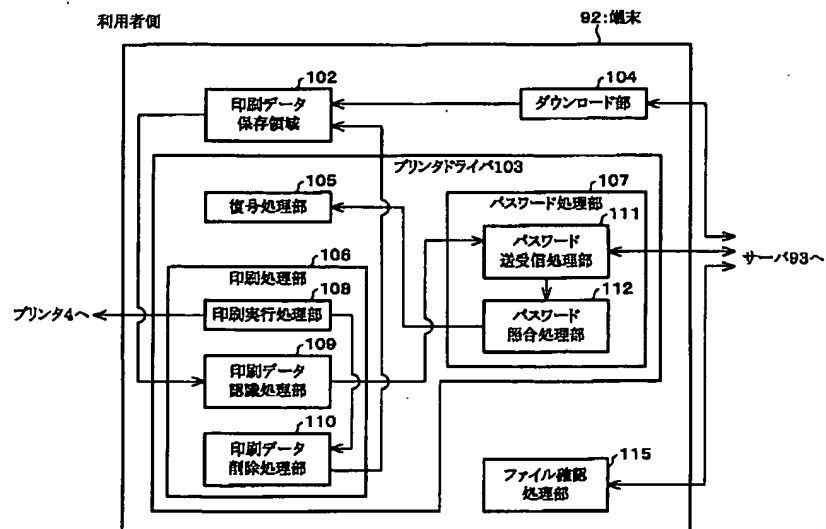 利用者側
92:端末
102
印刷データ
保存領域
104
ダウンロード部
プリンタドライバ103
105
復号処理部
107
パスワード処理部
111
パスワード
送受信処理部
サーバ93へ
112
パスワード
照合処理部
106
印刷処理部
108
印刷実行処理部
プリンタ4へ
109
印刷データ
認識処理部
110
印刷データ
削除処理部
115
ファイル確認
処理部